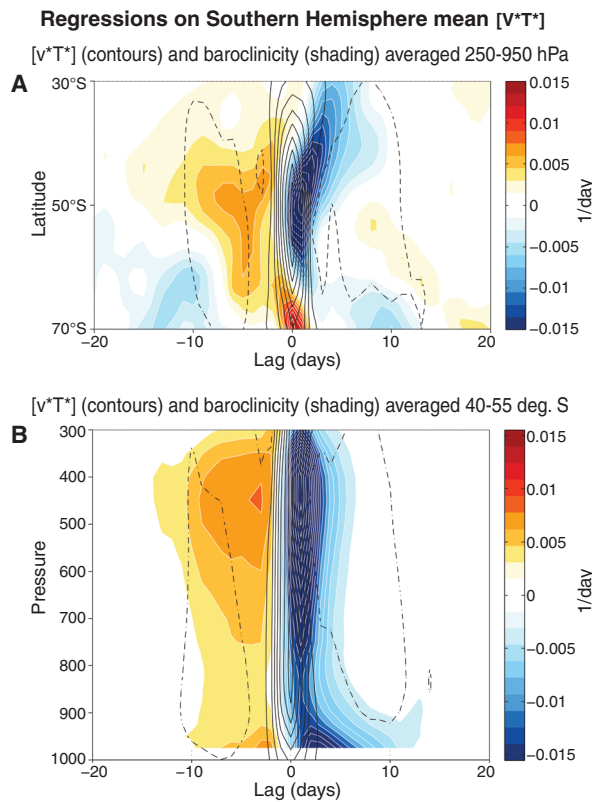 Regressions on Southern Hemisphere mean [V*T*]
[v*T*] (contours) and baroclinicity (shading) averaged 250-950 hPa
A
30°S
50°S
70°S
Latitude
−20
−10
0
10
20
Lag (days)
0.015
0.01
0.005
0
−0.005
−0.01
−0.015
1/day
[v*T*] (contours) and baroclinicity (shading) averaged 40-55 deg. S
B
300
400
500
600
700
800
900
1000
Pressure
−20
−10
0
10
20
Lag (days)
0.015
0.01
0.005
0
−0.005
−0.01
−0.015
1/day